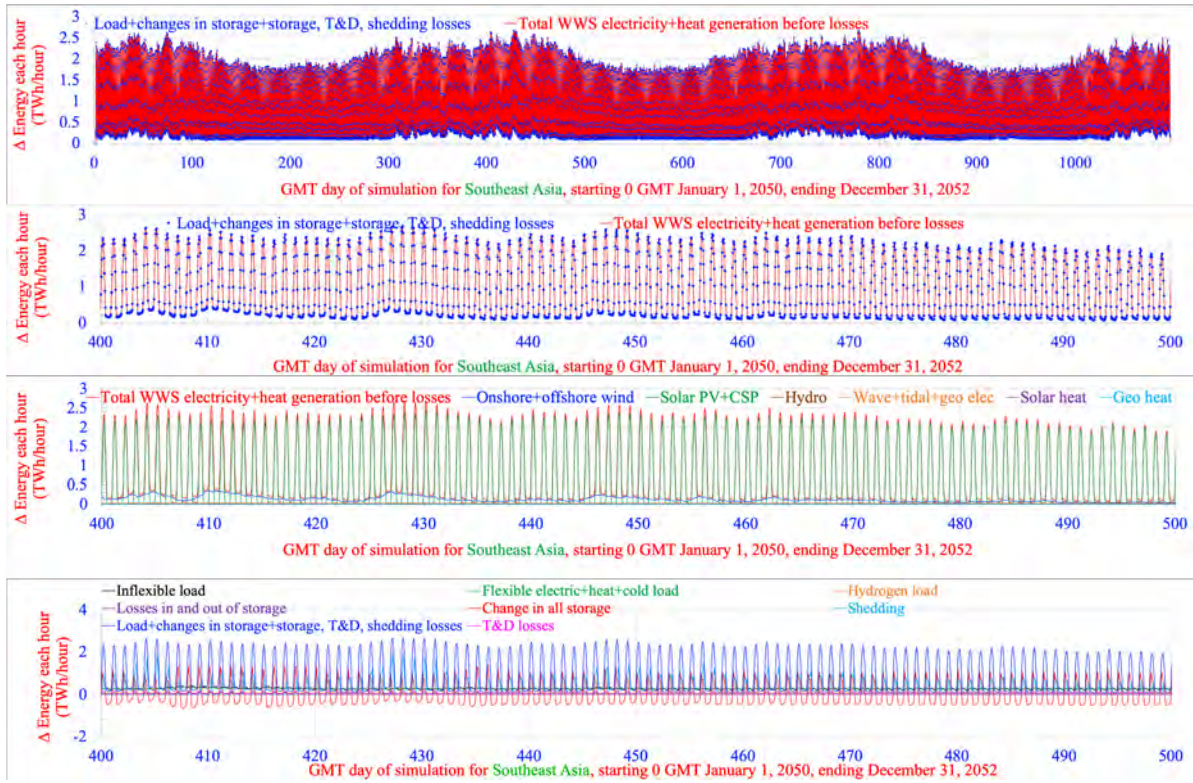 Load+changes in storage+storage, T&D, shedding losses —Total WWS electricity+heat generation before losses
Δ Energy each hour
(TWh/hour)
3
2.5
2
1.5
1
0.5
0
0 100 200 300 400 500 600 700 800 900 1000
GMT day of simulation for Southeast Asia, starting 0 GMT January 1, 2050, ending December 31, 2052
Load+changes in storage+storage, T&D, shedding losses —Total WWS electricity+heat generation before losses
Δ Energy each hour
(TWh/hour)
3
2
1
0
400 410 420 430 440 450 460 470 480 490 500
GMT day of simulation for Southeast Asia, starting 0 GMT January 1, 2050, ending December 31, 2052
—Total WWS electricity+heat generation before losses —Onshore+offshore wind —Solar PV+CSP —Hydro —Wave+tidal+geo elec —Solar heat —Geo heat
Δ Energy each hour
(TWh/hour)
3
2.5
2
1.5
1
0.5
0
400 410 420 430 440 450 460 470 480 490 500
GMT day of simulation for Southeast Asia, starting 0 GMT January 1, 2050, ending December 31, 2052
—Inflexible load —Flexible electric+heat+cold load —Hydrogen load
—Losses in and out of storage —Change in all storage —Shedding
—Load+changes in storage+storage, T&D, shedding losses —T&D losses
Δ Energy each hour
(TWh/hour)
4
2
0
-2
400 410 420 430 440 450 460 470 480 490 500
GMT day of simulation for Southeast Asia, starting 0 GMT January 1, 2050, ending December 31, 2052